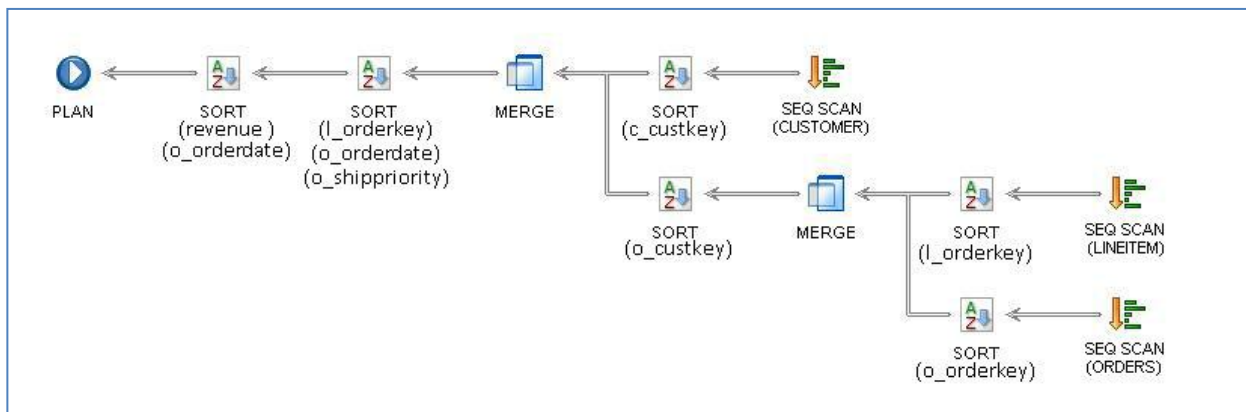 PLAN
SORT
(revenue )
(o_orderdate)
SORT
(l_orderkey)
(o_orderdate)
(o_shippriority)
MERGE
SORT
(c_custkey)
SEQ SCAN
(CUSTOMER)
SORT
(o_custkey)
MERGE
SORT
(l_orderkey)
SEQ SCAN
(LINEITEM)
SORT
(o_orderkey)
SEQ SCAN
(ORDERS)